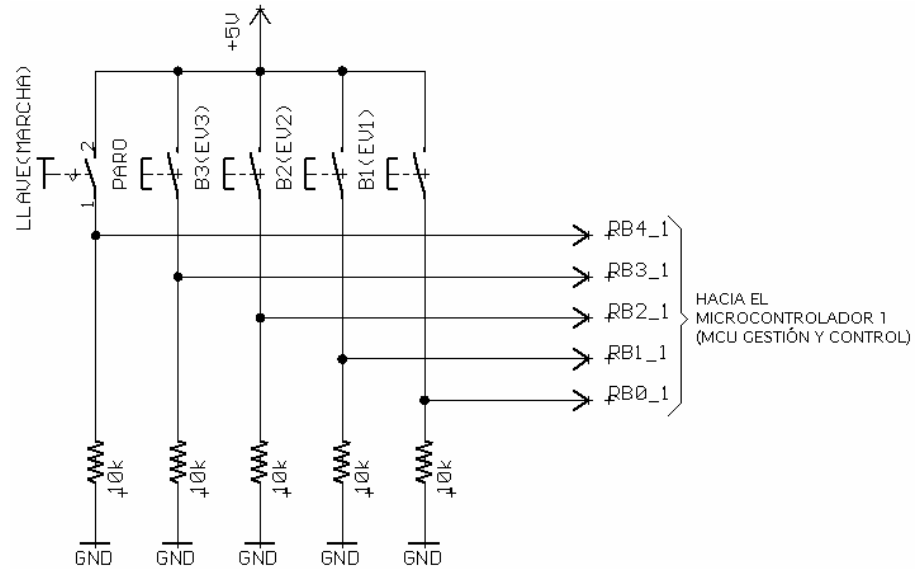 +5V
LLAVE(MARCHA)
2
1
PARO
B3(EV3)
B2(EV2)
B1(EV1)
RB4_1
RB3_1
RB2_1
RB1_1
RB0_1
HACIA EL
MICROCONTROLADOR 1
(MCU GESTIÓN Y CONTROL)
10k
10k
10k
10k
10k
GND
GND
GND
GND
GND